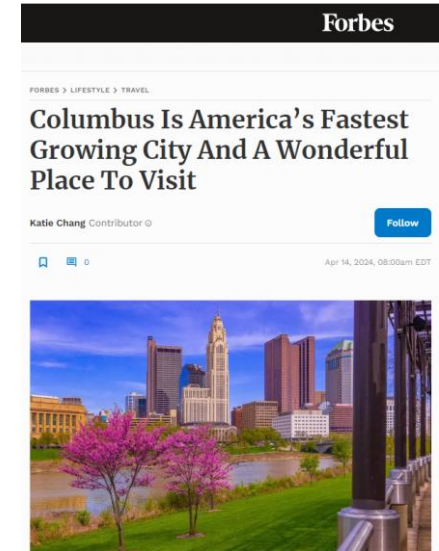 Forbes
FORBES > LIFESTYLE > TRAVEL
Columbus Is America’s Fastest
Growing City And A Wonderful
Place To Visit
Katie Chang Contributor
Follow
0
Apr 14, 2024, 08:00am EDT